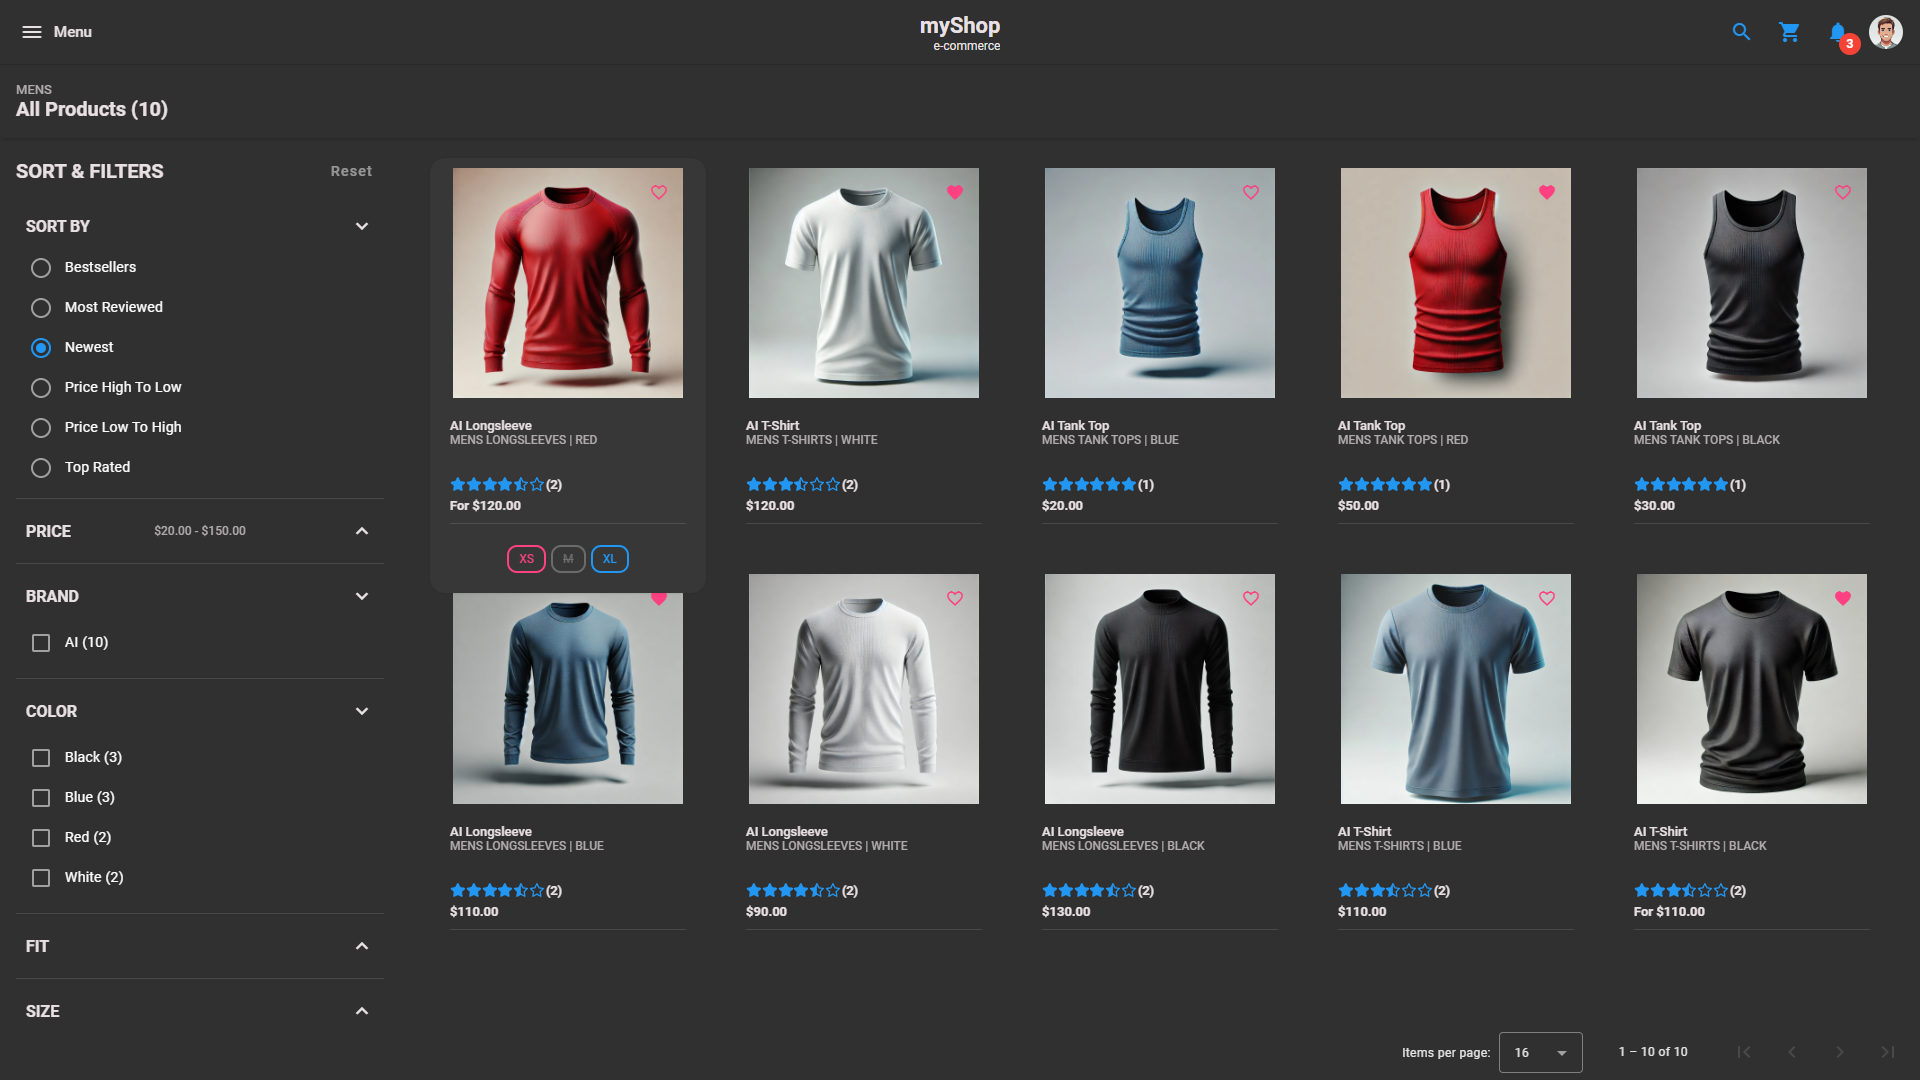 Menu
myShop
e-commerce
3
MENS
All Products (10)
SORT & FILTERS
Reset
SORT BY
Bestsellers
Most Reviewed
Newest
Price High To Low
Price Low To High
Top Rated
PRICE
$20.00 - $150.00
BRAND
AI (10)
COLOR
Black (3)
Blue (3)
Red (2)
White (2)
FIT
SIZE
AI Longsleeve
MENS LONGSLEEVES | RED
(2)
For $120.00
XS
M
XL
AI T-Shirt
MENS T-SHIRTS | WHITE
(2)
$120.00
AI Tank Top
MENS TANK TOPS | BLUE
(1)
$20.00
AI Tank Top
MENS TANK TOPS | RED
(1)
$50.00
AI Tank Top
MENS TANK TOPS | BLACK
(1)
$30.00
AI Longsleeve
MENS LONGSLEEVES | BLUE
(2)
$110.00
AI Longsleeve
MENS LONGSLEEVES | WHITE
(2)
$90.00
AI Longsleeve
MENS LONGSLEEVES | BLACK
(2)
$130.00
AI T-Shirt
MENS T-SHIRTS | BLUE
(2)
$110.00
AI T-Shirt
MENS T-SHIRTS | BLACK
(2)
For $110.00
Items per page:
16
1 – 10 of 10